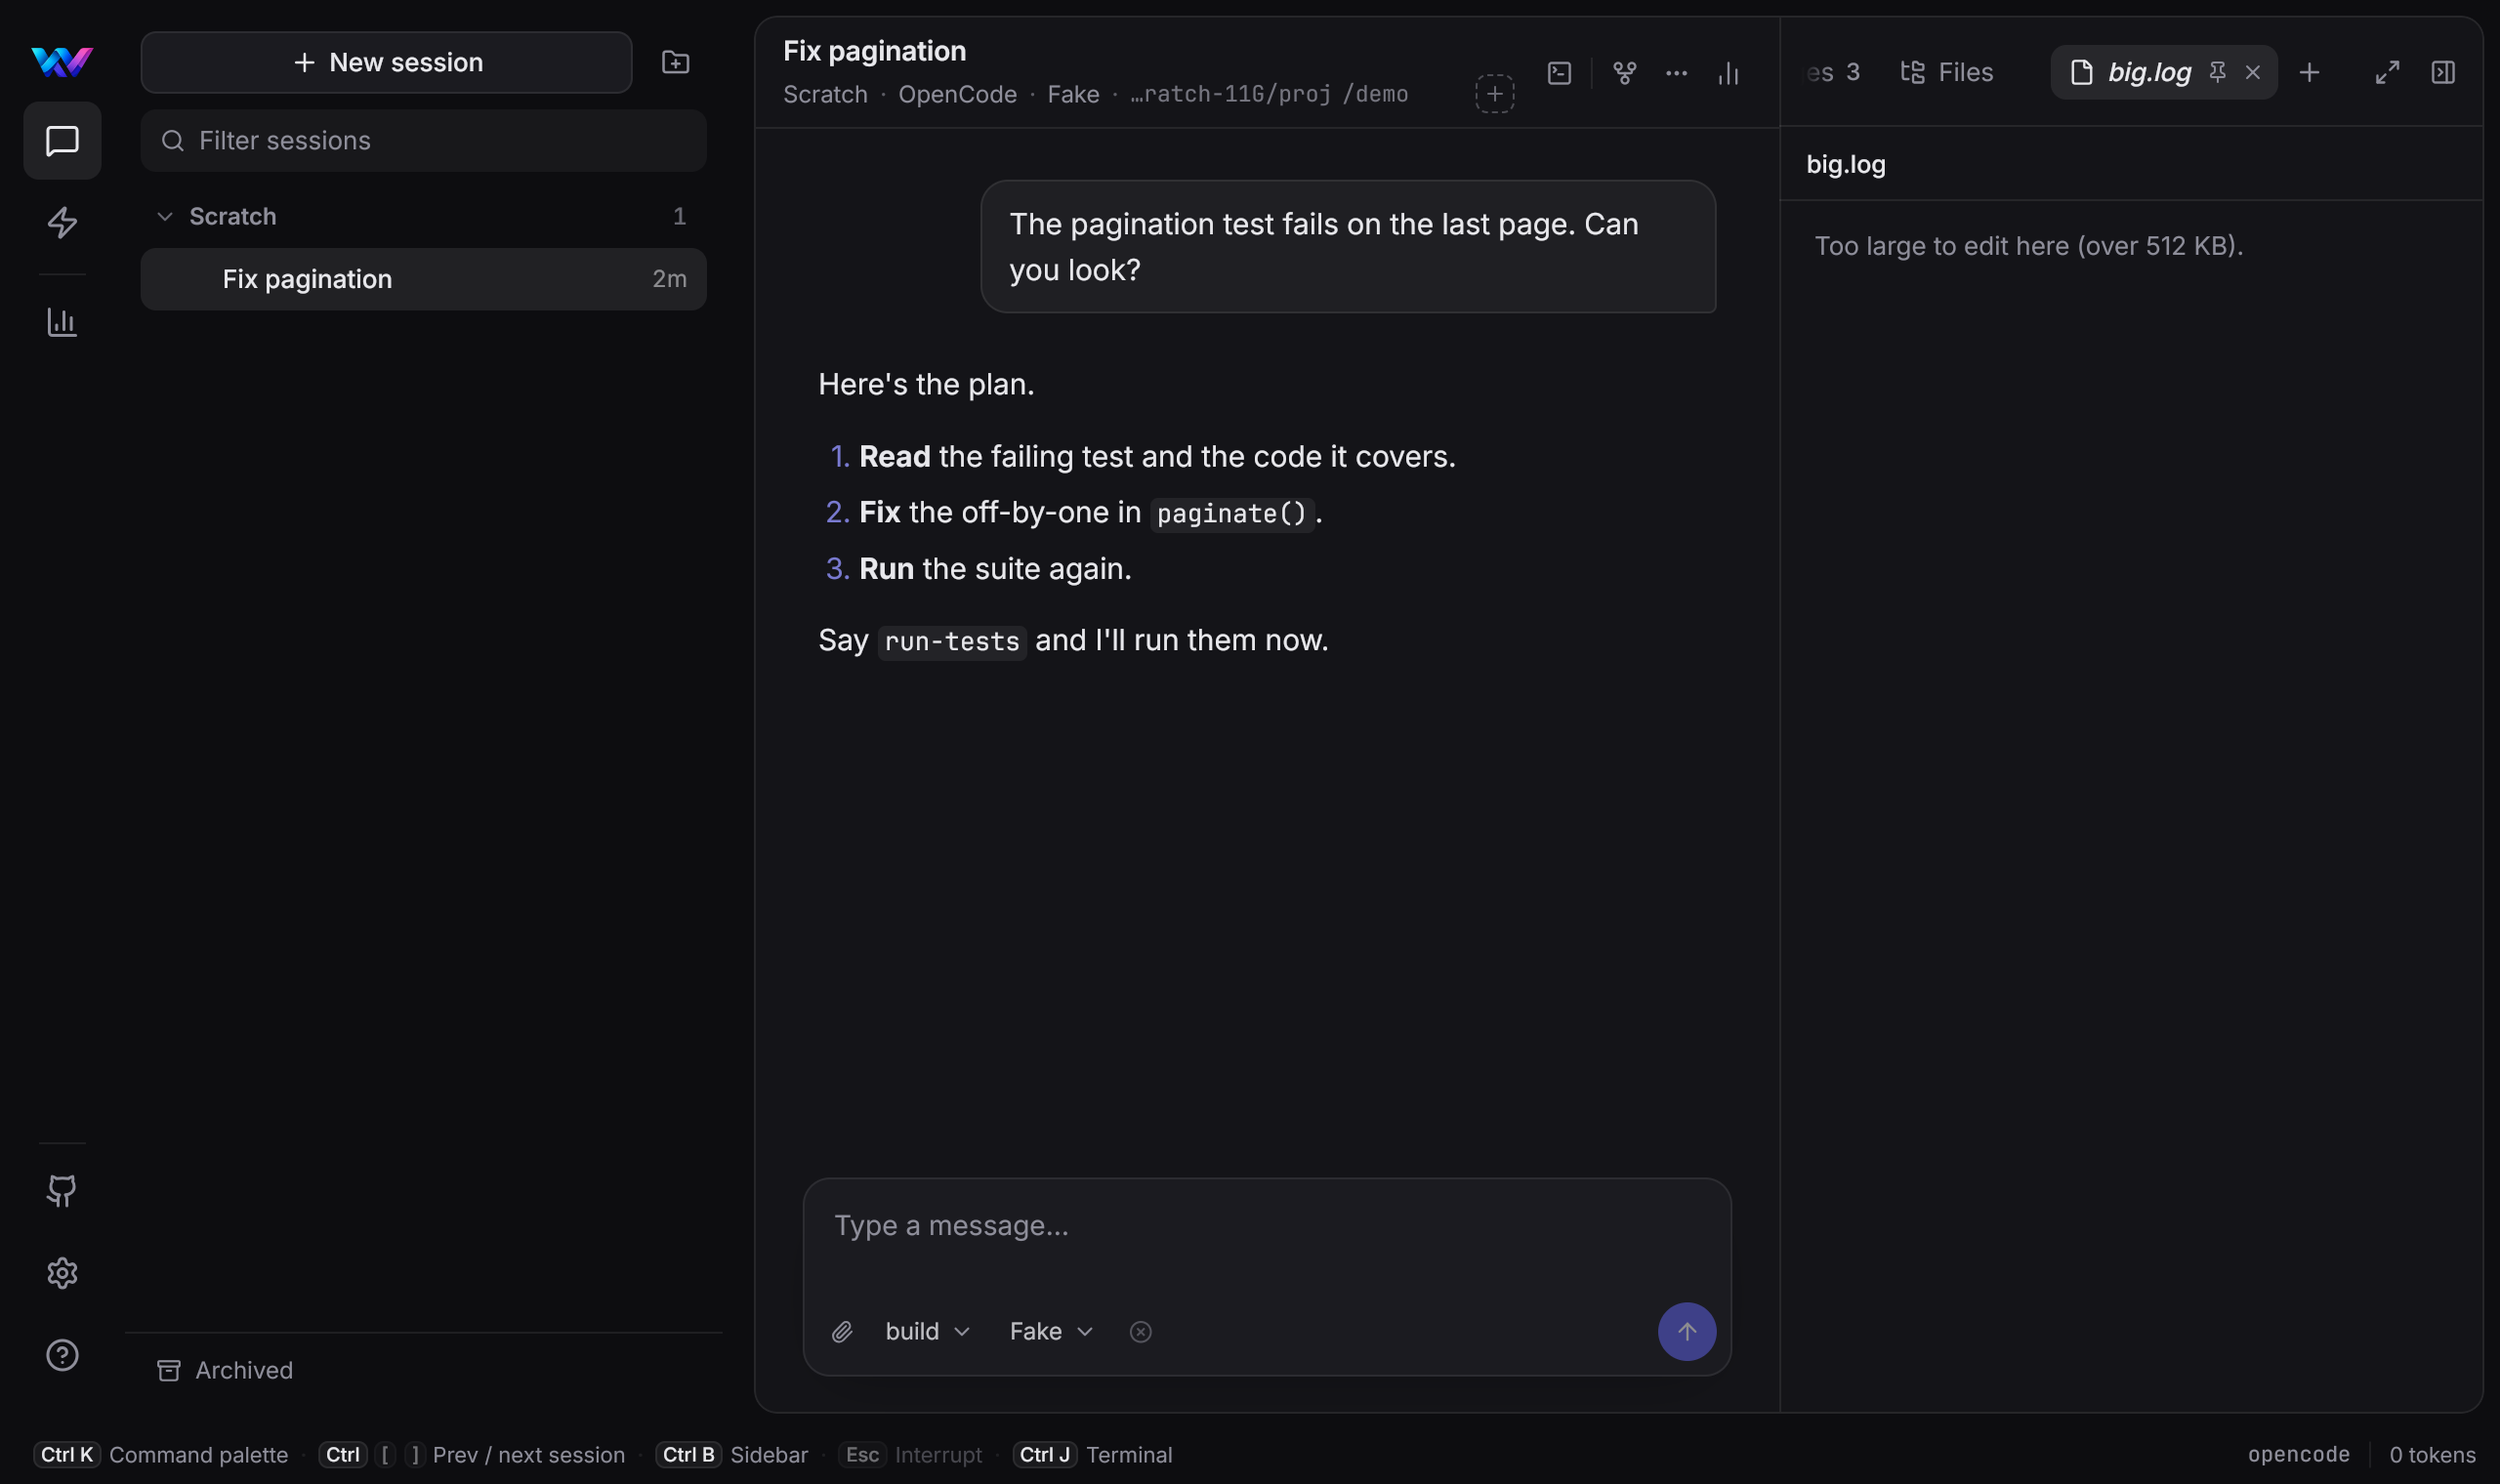 New session
Filter sessions
Scratch 1
Fix pagination 2m
Archived
Fix pagination
Scratch · OpenCode · Fake · …ratch-11G/proj /demo
The pagination test fails on the last page. Can
you look?
Here's the plan.
1. Read the failing test and the code it covers.
2. Fix the off-by-one in paginate().
3. Run the suite again.
Say run-tests and I'll run them now.
Type a message...
build Fake
es 3 Files big.log
big.log
Too large to edit here (over 512 KB).
Ctrl K Command palette · Ctrl [ ] Prev / next session · Ctrl B Sidebar · Esc Interrupt · Ctrl J Terminal
opencode 0 tokens